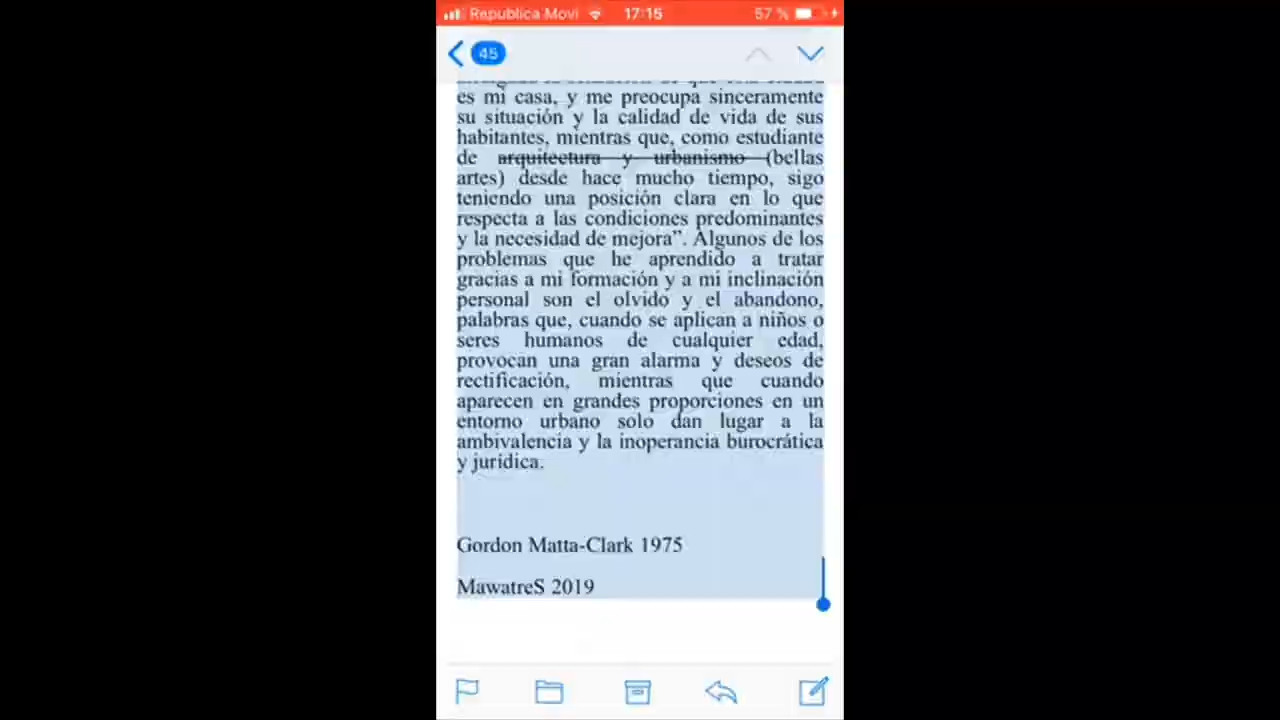 Republica Movi 17:15 57 %
45
es mi casa, y me preocupa sinceramente
su situación y la calidad de vida de sus
habitantes, mientras que, como estudiante
de arquitectura y urbanismo (bellas
artes) desde hace mucho tiempo, sigo
teniendo una posición clara en lo que
respecta a las condiciones predominantes
y la necesidad de mejora”. Algunos de los
problemas que he aprendido a tratar
gracias a mi formación y a mi inclinación
personal son el olvido y el abandono,
palabras que, cuando se aplican a niños o
seres humanos de cualquier edad,
provocan una gran alarma y deseos de
rectificación, mientras que cuando
aparecen en grandes proporciones en un
entorno urbano solo dan lugar a la
ambivalencia y la inoperancia burocrática
y jurídica.
Gordon Matta-Clark 1975
MawatreS 2019